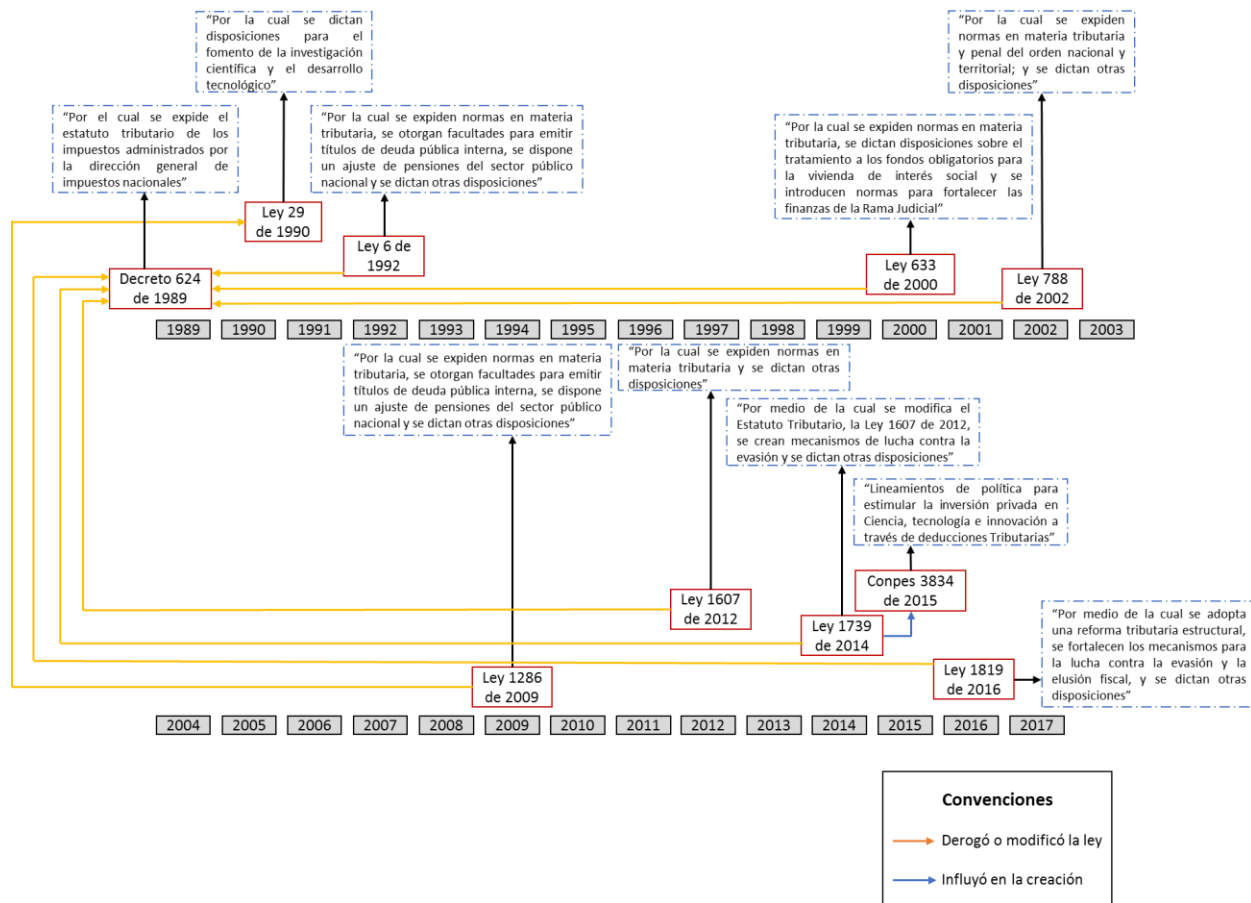 “Por la cual se dictan
disposiciones para el
fomento de la investigación
científica y el desarrollo
tecnológico”
“Por la cual se expiden
normas en materia tributaria
y penal del orden nacional y
territorial; y se dictan otras
disposiciones”
“Por el cual se expide el
estatuto tributario de los
impuestos administrados por
la dirección general de
impuestos nacionales”
“Por la cual se expiden normas en materia
tributaria, se otorgan facultades para emitir
títulos de deuda pública interna, se dispone
un ajuste de pensiones del sector público
nacional y se dictan otras disposiciones”
“Por la cual se expiden normas en materia
tributaria, se dictan disposiciones sobre el
tratamiento a los fondos obligatorios para
la vivienda de interés social y se
introducen normas para fortalecer las
finanzas de la Rama Judicial”
Ley 29
de 1990
Ley 6 de
1992
Decreto 624
de 1989
Ley 633
de 2000
Ley 788
de 2002
1989 1990 1991 1992 1993 1994 1995 1996 1997 1998 1999 2000 2001 2002 2003
“Por la cual se expiden normas en materia
tributaria, se otorgan facultades para emitir
títulos de deuda pública interna, se dispone
un ajuste de pensiones del sector público
nacional y se dictan otras disposiciones”
“Por la cual se expiden normas en
materia tributaria y se dictan otras
disposiciones”
“Por medio de la cual se modifica el
Estatuto Tributario, la Ley 1607 de 2012,
se crean mecanismos de lucha contra la
evasión y se dictan otras disposiciones”
“Lineamientos de política para
estimular la inversión privada en
Ciencia, tecnología e innovación a
través de deducciones Tributarias”
Conpes 3834
de 2015
Ley 1607
de 2012
Ley 1739
de 2014
“Por medio de la cual se adopta
una reforma tributaria estructural,
se fortalecen los mecanismos para
la lucha contra la evasión y la
elusión fiscal, y se dictan otras
disposiciones”
Ley 1286
de 2009
Ley 1819
de 2016
2004 2005 2006 2007 2008 2009 2010 2011 2012 2013 2014 2015 2016 2017
Convenciones
Derogó o modificó la ley
Influyó en la creación